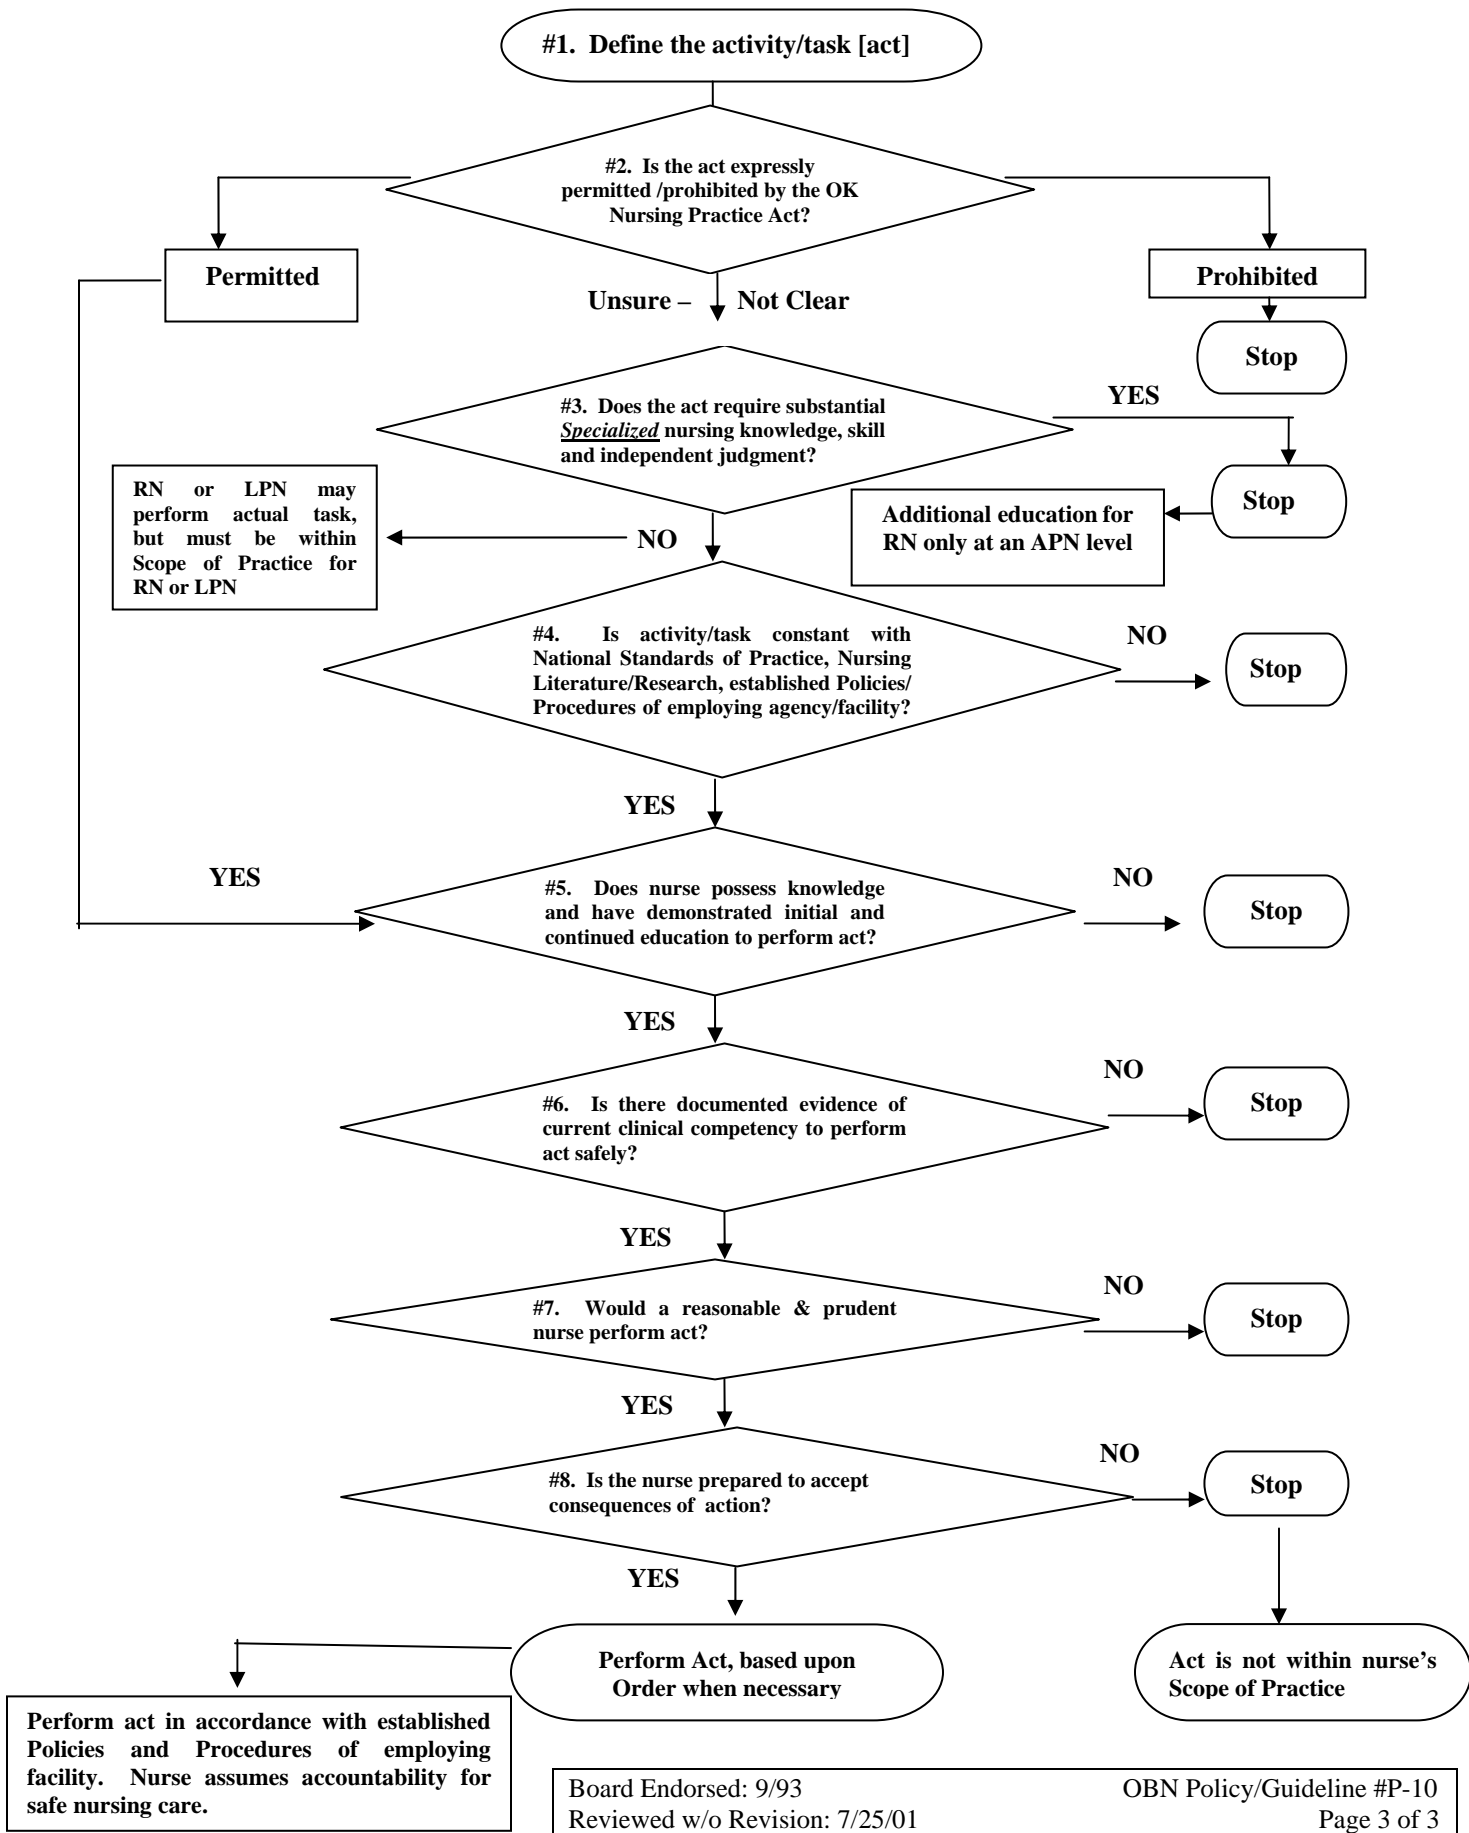 #1. Define the activity/task [act]
#2. Is the act expressly
permitted /prohibited by the OK
Nursing Practice Act?
Permitted
Prohibited
Unsure – Not Clear
Stop
YES
#3. Does the act require substantial
Specialized nursing knowledge, skill
and independent judgment?
RN or LPN may
perform actual task,
but must be within
Scope of Practice for
RN or LPN
Stop
Additional education for
RN only at an APN level
NO
#4. Is activity/task constant with
National Standards of Practice, Nursing
Literature/Research, established Policies/
Procedures of employing agency/facility?
NO
Stop
YES
YES
#5. Does nurse possess knowledge
and have demonstrated initial and
continued education to perform act?
NO
Stop
YES
#6. Is there documented evidence of
current clinical competency to perform
act safely?
NO
Stop
YES
#7. Would a reasonable & prudent
nurse perform act?
NO
Stop
YES
#8. Is the nurse prepared to accept
consequences of action?
NO
Stop
YES
Perform Act, based upon
Order when necessary
Act is not within nurse's
Scope of Practice
Perform act in accordance with established
Policies and Procedures of employing
facility. Nurse assumes accountability for
safe nursing care.
Board Endorsed: 9/93 OBN Policy/Guideline #P-10
Reviewed w/o Revision: 7/25/01 Page 3 of 3